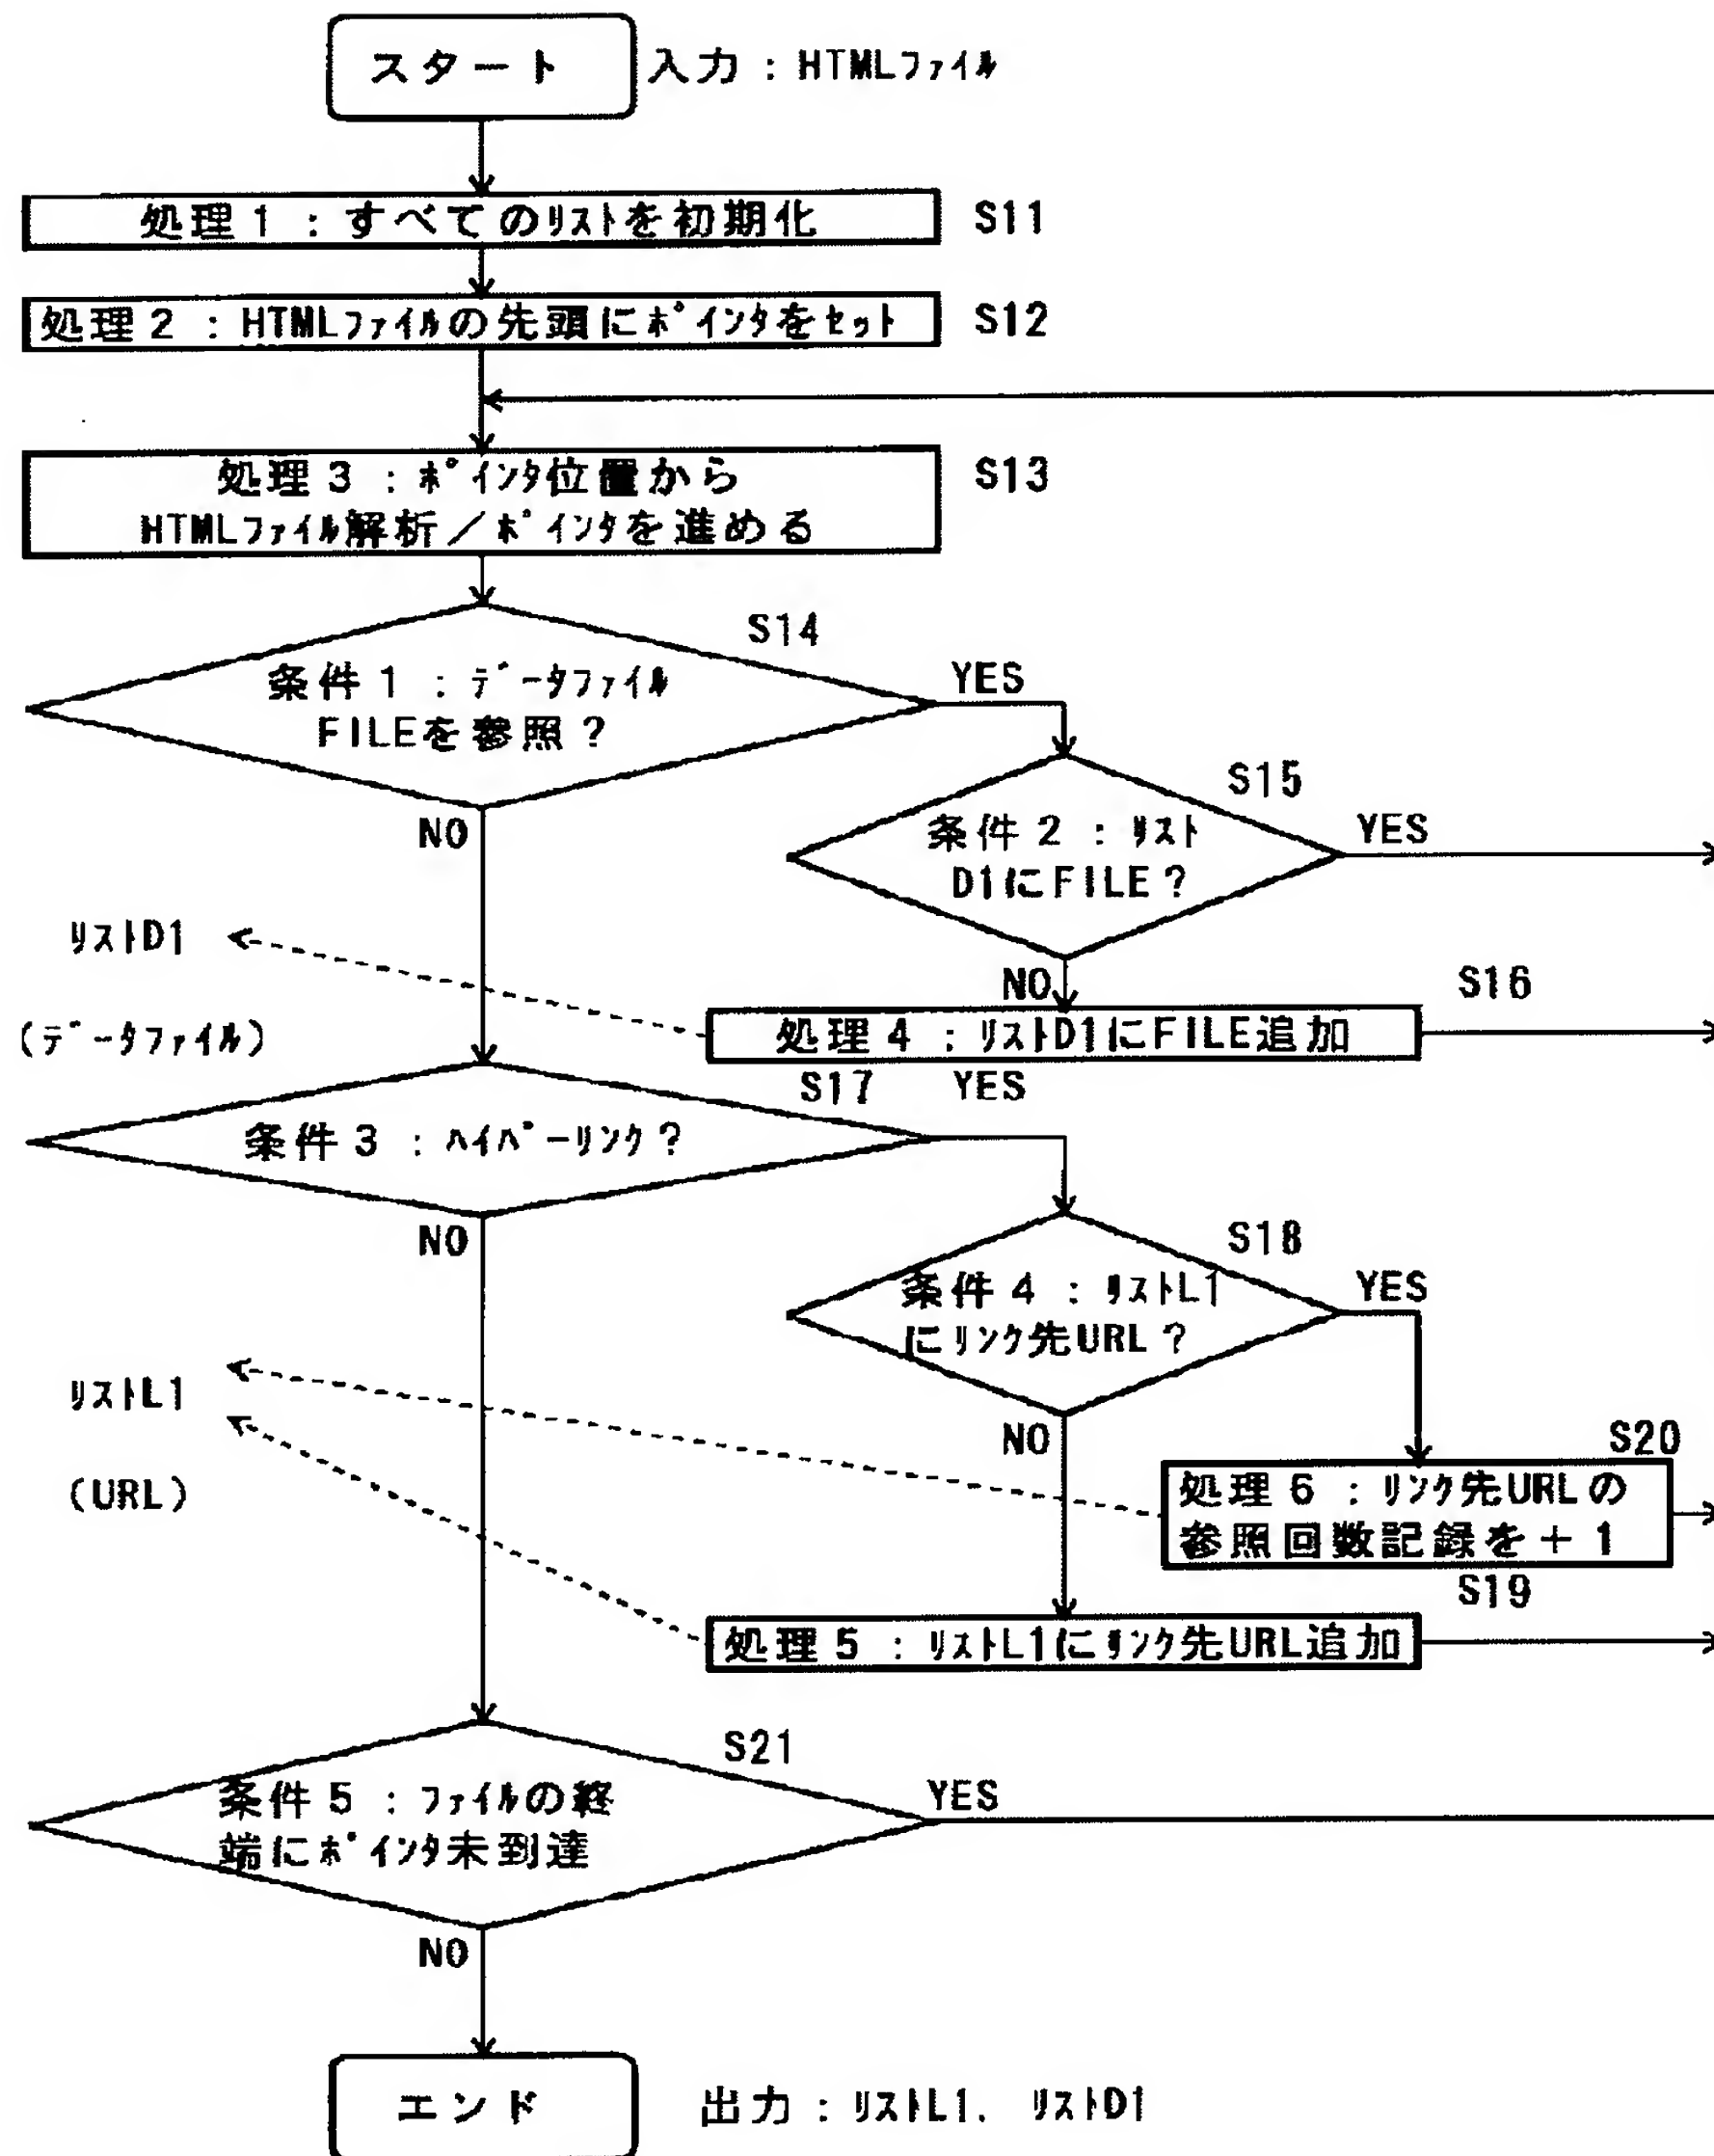 スタート
入力：HTMLファイル
処理1：すべてのリストを初期化
S11
処理2：HTMLファイルの先頭にポインタをセット
S12
処理3：ポインタ位置から
HTMLファイル解析／ポインタを進める
S13
S14
条件1：データファイル
FILEを参照？
YES
NO
S15
条件2：リスト
D1にFILE？
YES
NO
リストD1
(データファイル)
S16
処理4：リストD1にFILE追加
S17
YES
条件3：ハイパーリンク？
NO
S18
条件4：リストL1
にリンク先URL？
YES
NO
リストL1
(URL)
S20
処理6：リンク先URLの
参照回数記録を＋1
S19
処理5：リストL1にリンク先URL追加
S21
条件5：ファイルの終
端にポインタ未到達
YES
NO
エンド
出力：リストL1．リストD1